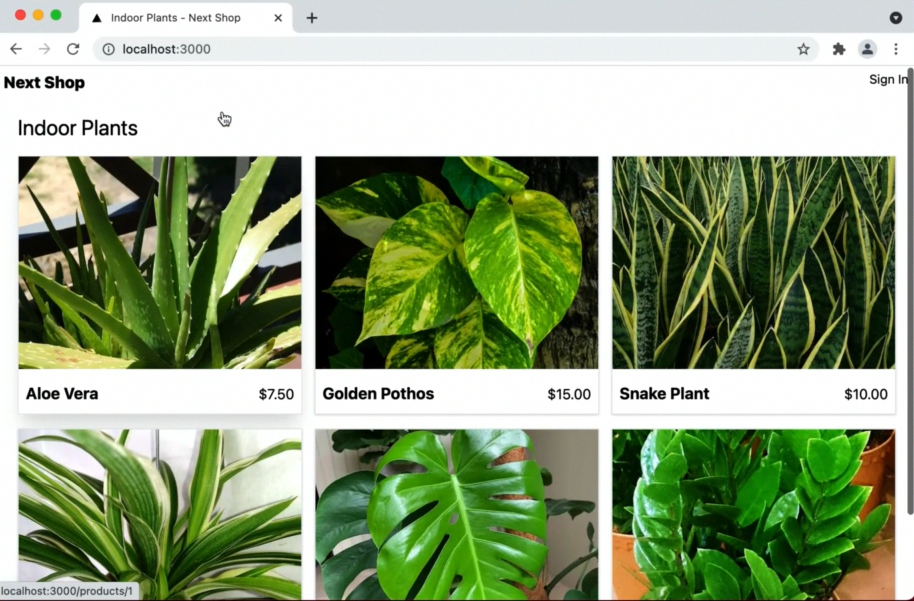 Indoor Plants - Next Shop
localhost:3000
Next Shop
Sign In
Indoor Plants
Aloe Vera $7.50
Golden Pothos $15.00
Snake Plant $10.00
localhost:3000/products/1